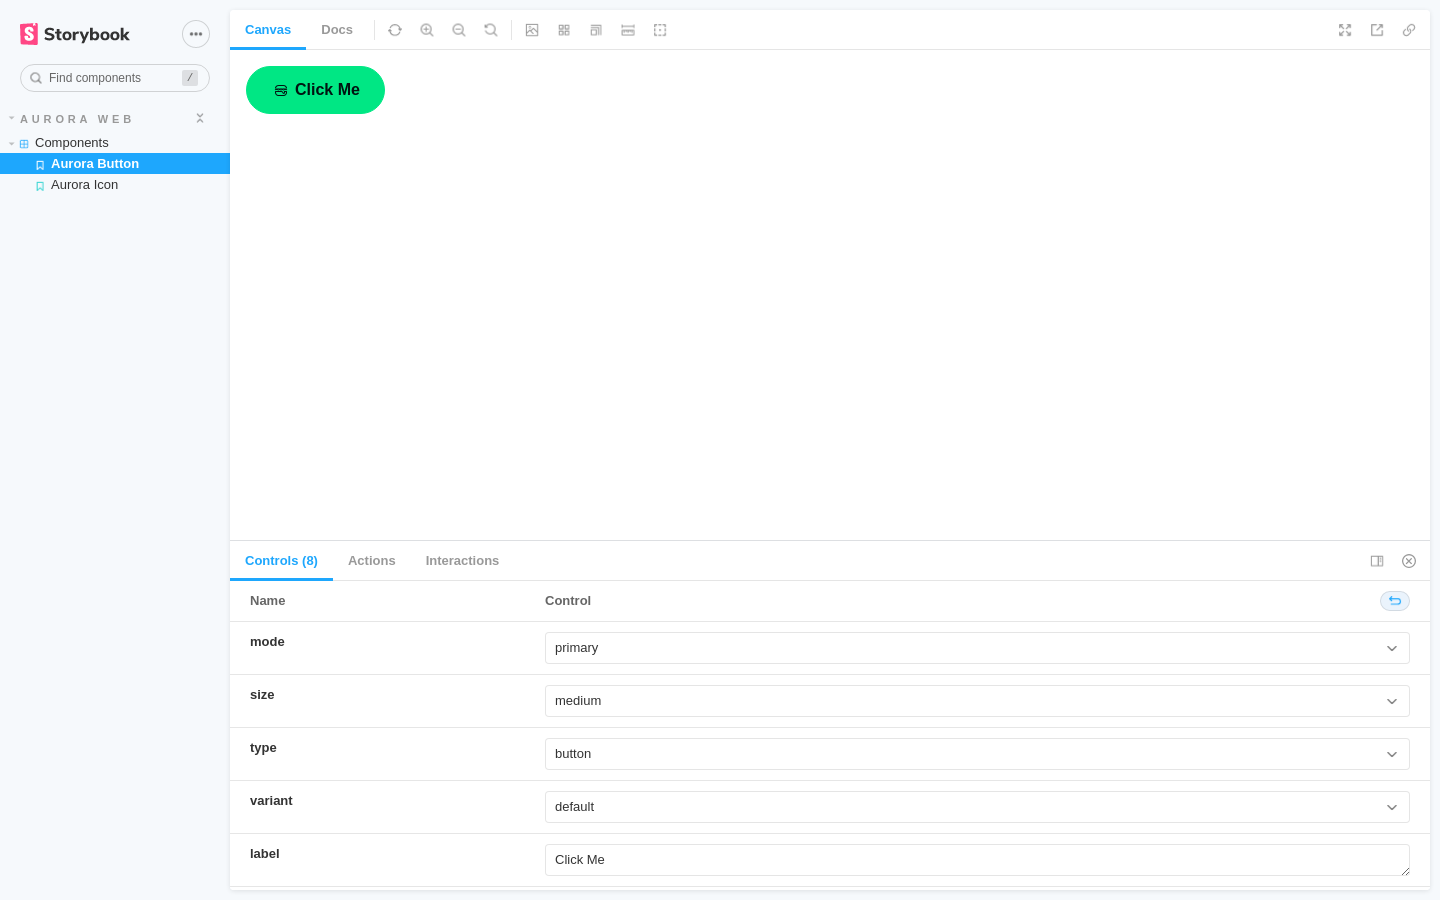 Storybook
Find components
/
AURORA WEB
Components
Aurora Button
Aurora Icon
Canvas
Docs
Click Me
Controls (8)
Actions
Interactions
Name
Control
mode
primary
size
medium
type
button
variant
default
label
Click Me